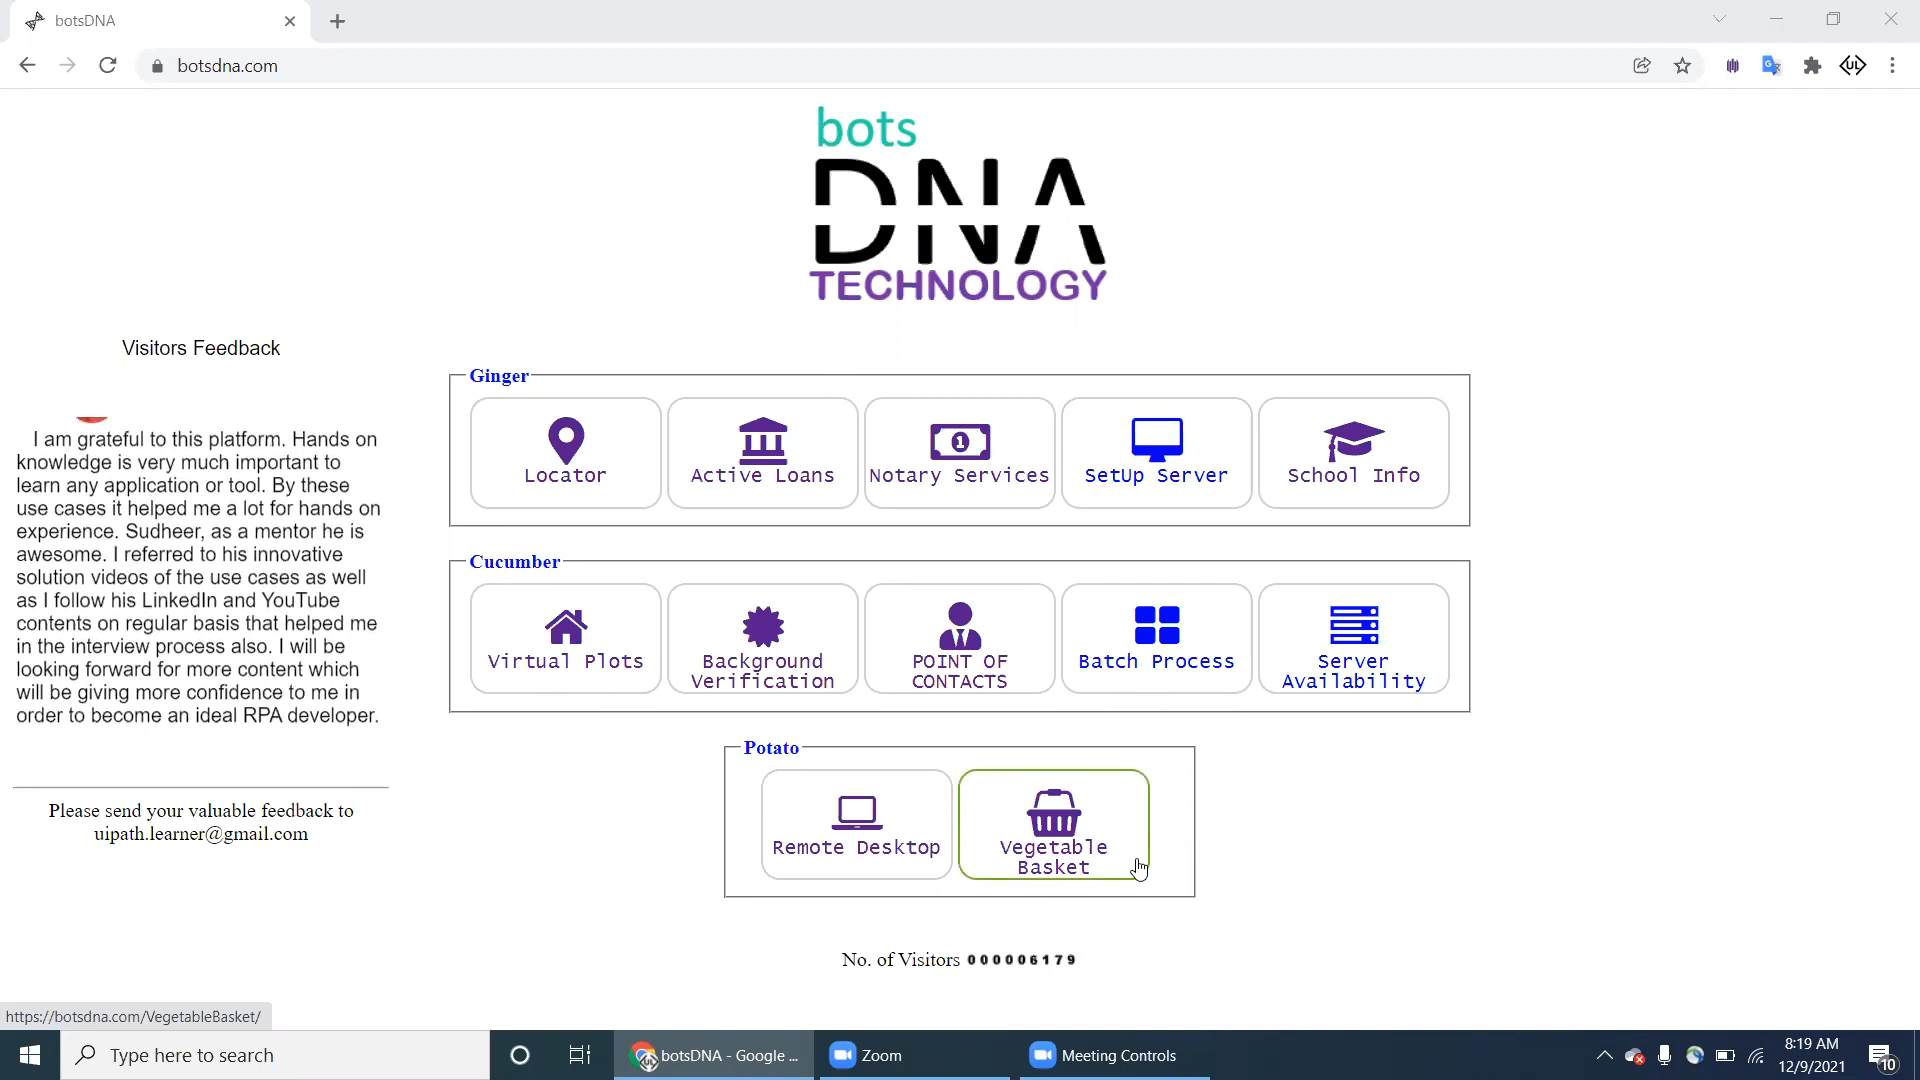 botsDNA
botsdna.com
bots
DNA
TECHNOLOGY
Visitors Feedback
I am grateful to this platform. Hands on
knowledge is very much important to
learn any application or tool. By these
use cases it helped me a lot for hands on
experience. Sudheer, as a mentor he is
awesome. I referred to his innovative
solution videos of the use cases as well
as I follow his LinkedIn and YouTube
contents on regular basis that helped me
in the interview process also. I will be
looking forward for more content which
will be giving more confidence to me in
order to become an ideal RPA developer.
Please send your valuable feedback to
uipath.learner@gmail.com
Ginger
Locator
Active Loans
1
Notary Services
SetUp Server
School Info
Cucumber
Virtual Plots
Background
Verification
POINT OF
CONTACTS
Batch Process
Server
Availability
Potato
Remote Desktop
Vegetable
Basket
No. of Visitors 000006179
https://botsdna.com/VegetableBasket/
Type here to search
botsDNA - Google ...
Zoom
Meeting Controls
8:19 AM
12/9/2021
10